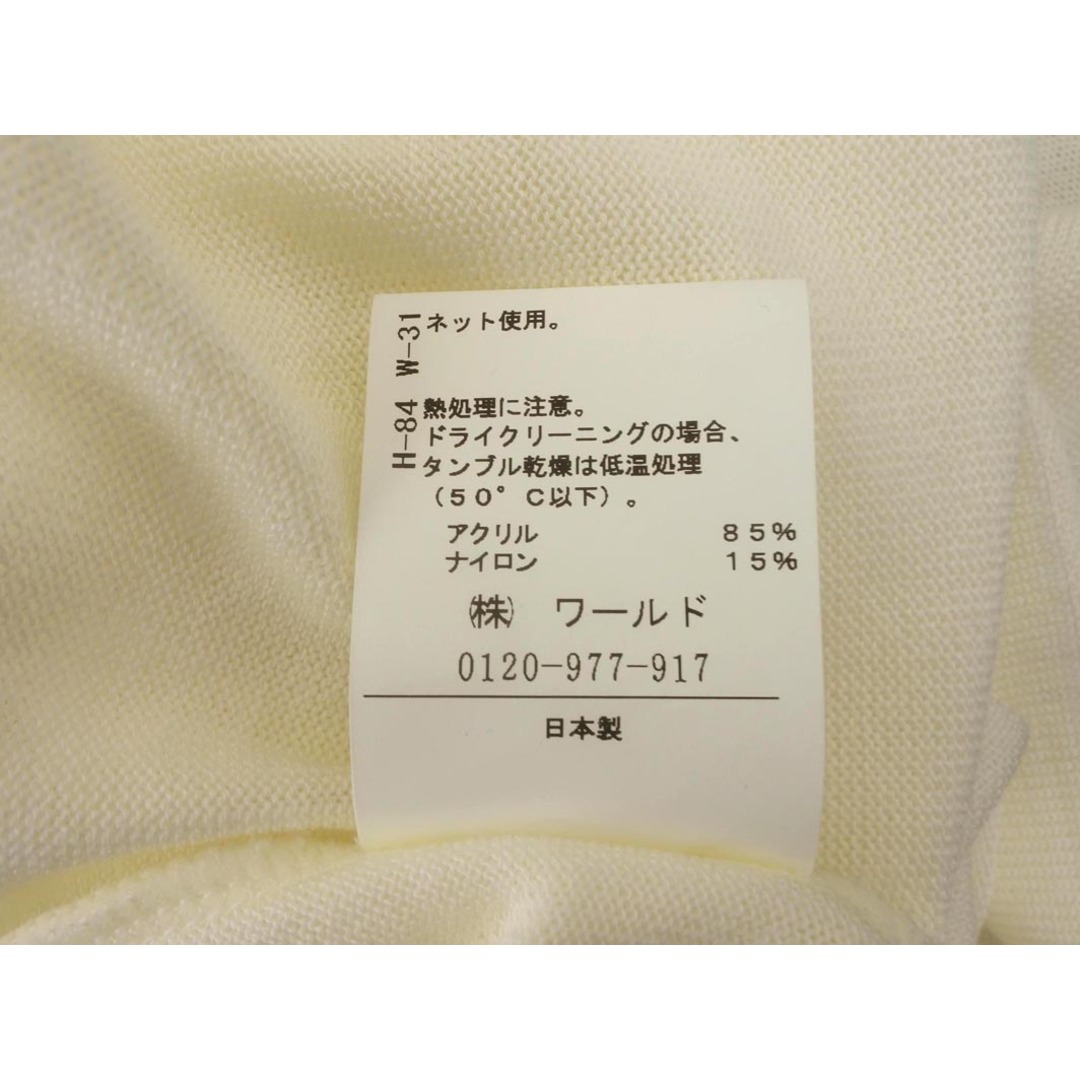 W-31
ネット使用。
H-84
熱処理に注意。
ドライクリーニングの場合、
タンブル乾燥は低温処理
（５０°Ｃ以下）。
アクリル　８５％
ナイロン　１５％
㈱　ワールド
0120-977-917
日本製